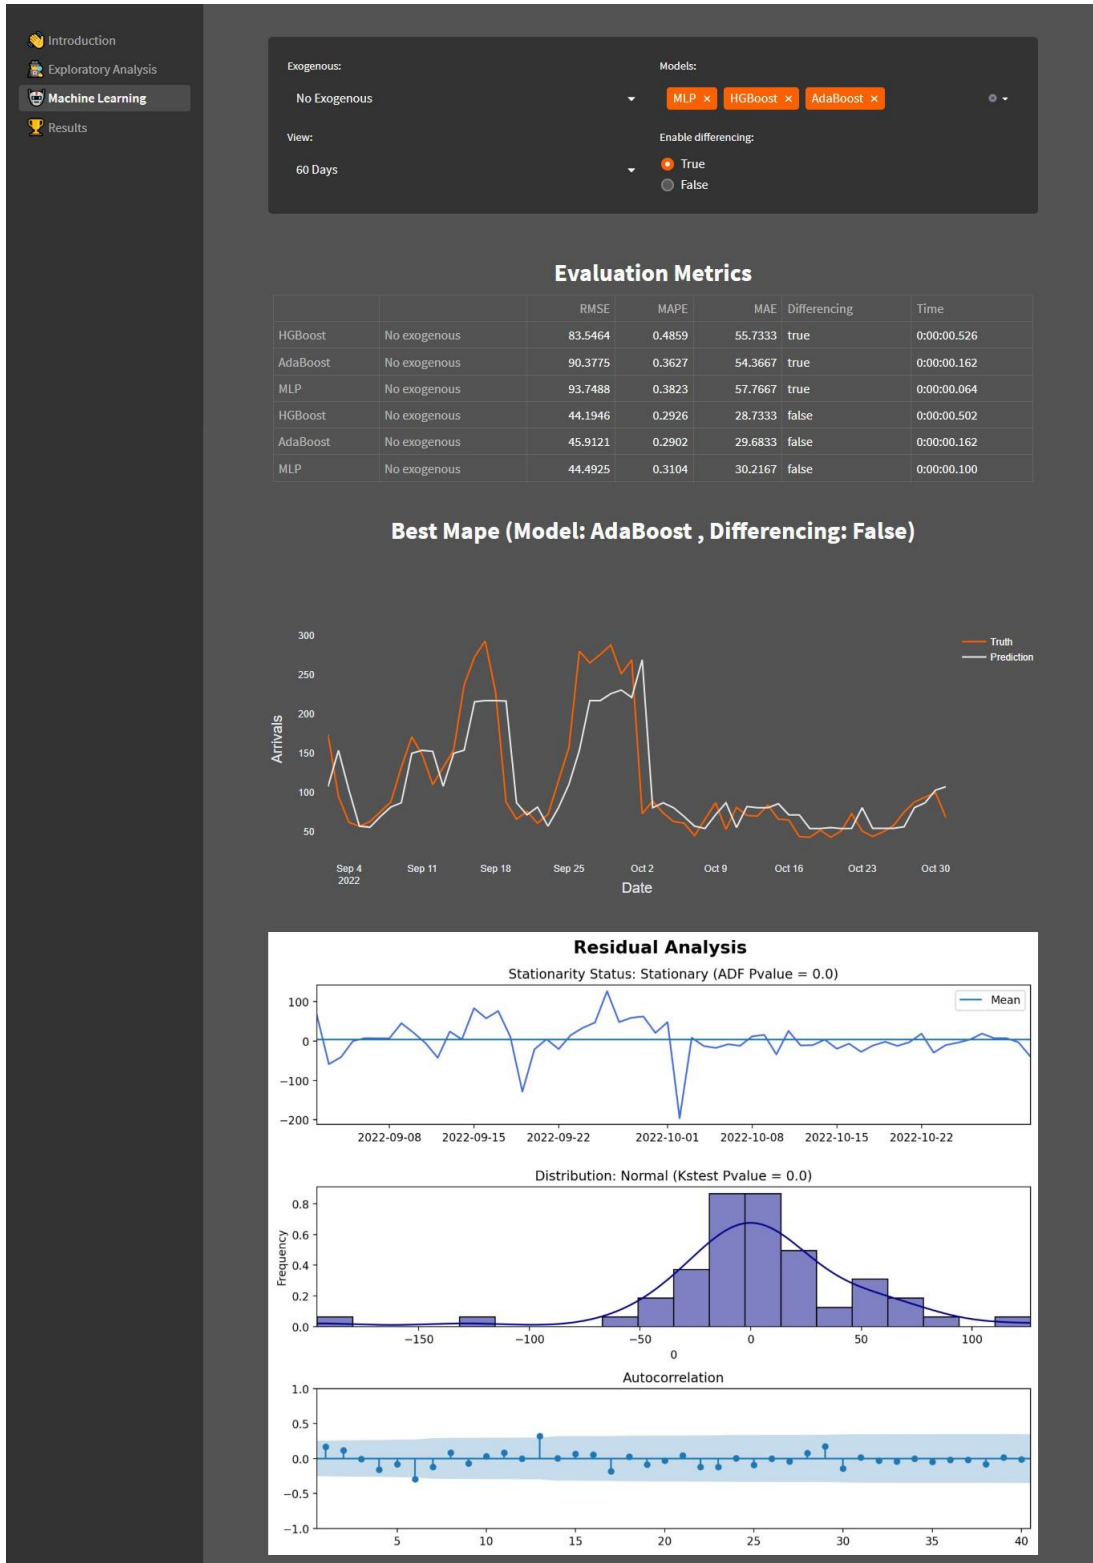 Introduction
Exploratory Analysis
Machine Learning
Results
Exogenous:
No Exogenous
Models:
MLP × HGBoost × AdaBoost ×
View:
60 Days
Enable differencing:
True
False
Evaluation Metrics
RMSE MAPE MAE Differencing Time
HGBoost No exogenous 83.5464 0.4859 55.7333 true 0:00:00.526
AdaBoost No exogenous 90.3775 0.3627 54.3667 true 0:00:00.162
MLP No exogenous 93.7488 0.3823 57.7667 true 0:00:00.064
HGBoost No exogenous 44.1946 0.2926 28.7333 false 0:00:00.502
AdaBoost No exogenous 45.9121 0.2902 29.6833 false 0:00:00.162
MLP No exogenous 44.4925 0.3104 30.2167 false 0:00:00.100
Best Mape (Model: AdaBoost , Differencing: False)
300
250
200
150
100
50
Arrivals
Truth
Prediction
Sep 4 Sep 11 Sep 18 Sep 25 Oct 2 Oct 9 Oct 16 Oct 23 Oct 30
2022
Date
Residual Analysis
Stationarity Status: Stationary (ADF Pvalue = 0.0)
Mean
100
0
−100
−200
2022-09-08 2022-09-15 2022-09-22 2022-10-01 2022-10-08 2022-10-15 2022-10-22
Distribution: Normal (Kstest Pvalue = 0.0)
0.8
0.6
0.4
0.2
0.0
Frequency
−150 −100 −50 0 50 100
0
Autocorrelation
1.0
0.5
0.0
−0.5
−1.0
5 10 15 20 25 30 35 40